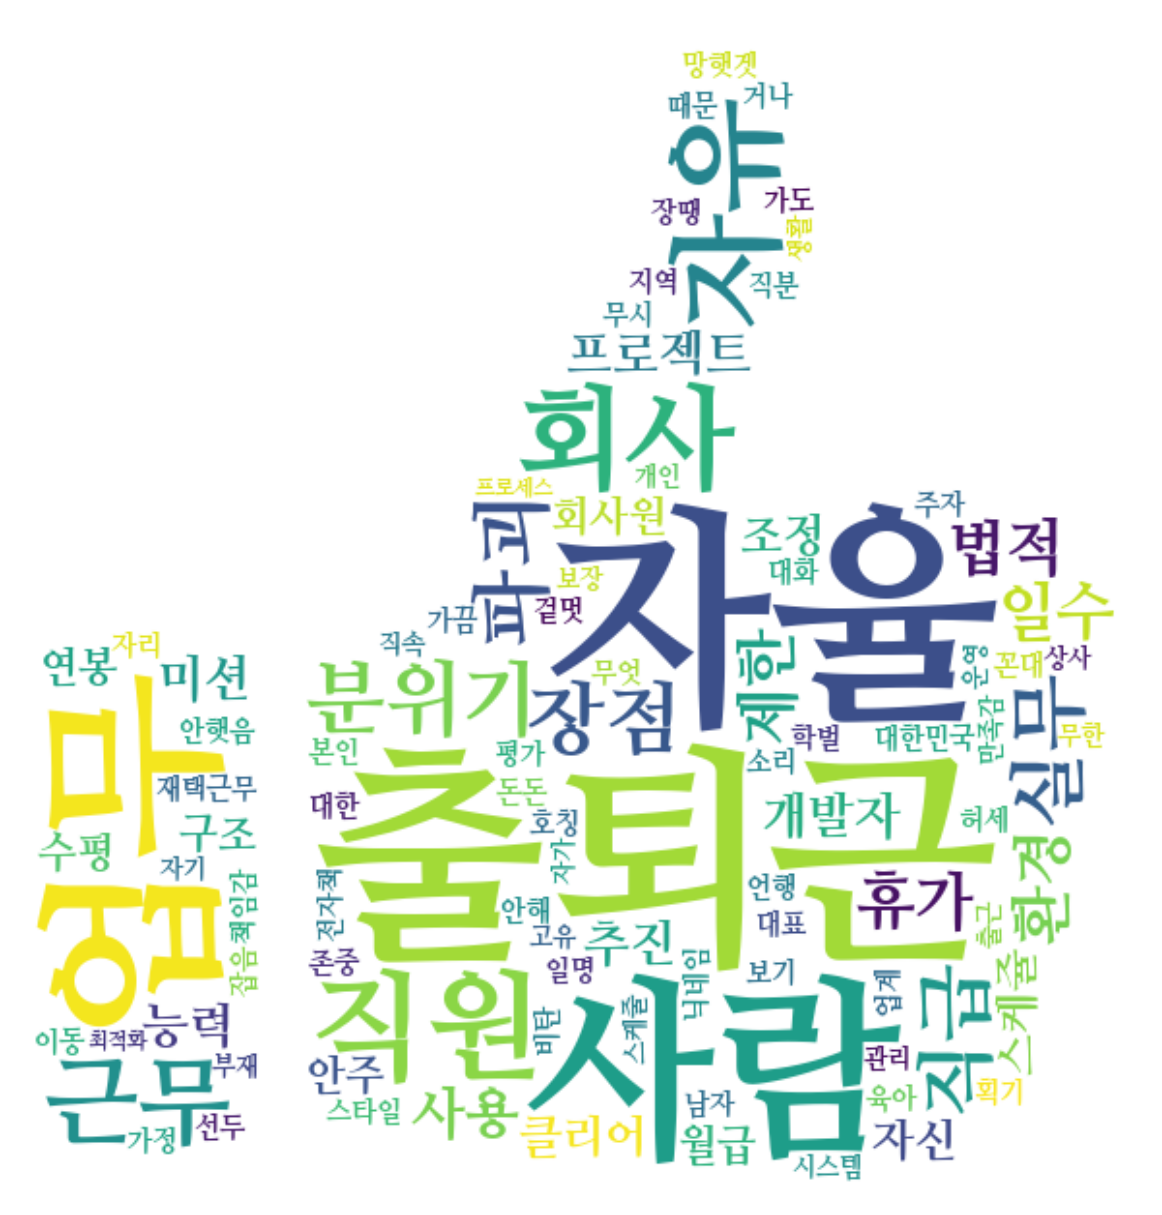 망햇겟
때문
거나
자유
장땡
가도
생활
지역
직분
무시
프로젝트
회사
개인
프로세스
회사원
파괴
자율
주자
조정
법적
대화
보장
겉멋
일수
가끔
직속
제한
운영
꼰대
상사
자리
연봉
미션
분위기
무엇
장점
만족감
실무
무한
안햇음
업무
본인
평가
소리
학벌
대한민국
재택근무
대한
돈돈
출퇴근
호칭
개발자
허세
수평
구조
자기
자가
환경
책임감
전자책
언행
휴가
안해
대표
출근
고유
추진
잡음
존중
일명
닉네임
보기
업계
스케줄
능력
직원
비탄
스케줄
사람
직급
이동
최적화
부재
관리
안주
획기
근무
육아
스타일
사용
남자
선두
가정
클리어
월급
자신
시스템